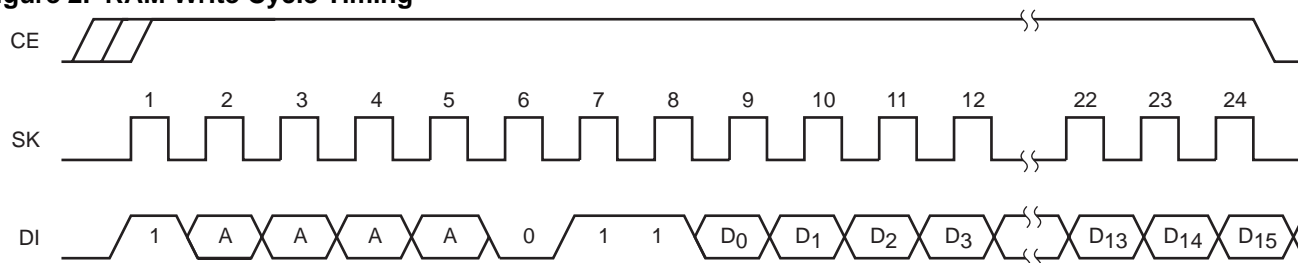 Figure 2. RAM Write Cycle Timing
CE
1 2 3 4 5 6 7 8 9 10 11 12 22 23 24
SK
DI 1 A A A A 0 1 1 D0 D1 D2 D3 D13 D14 D15